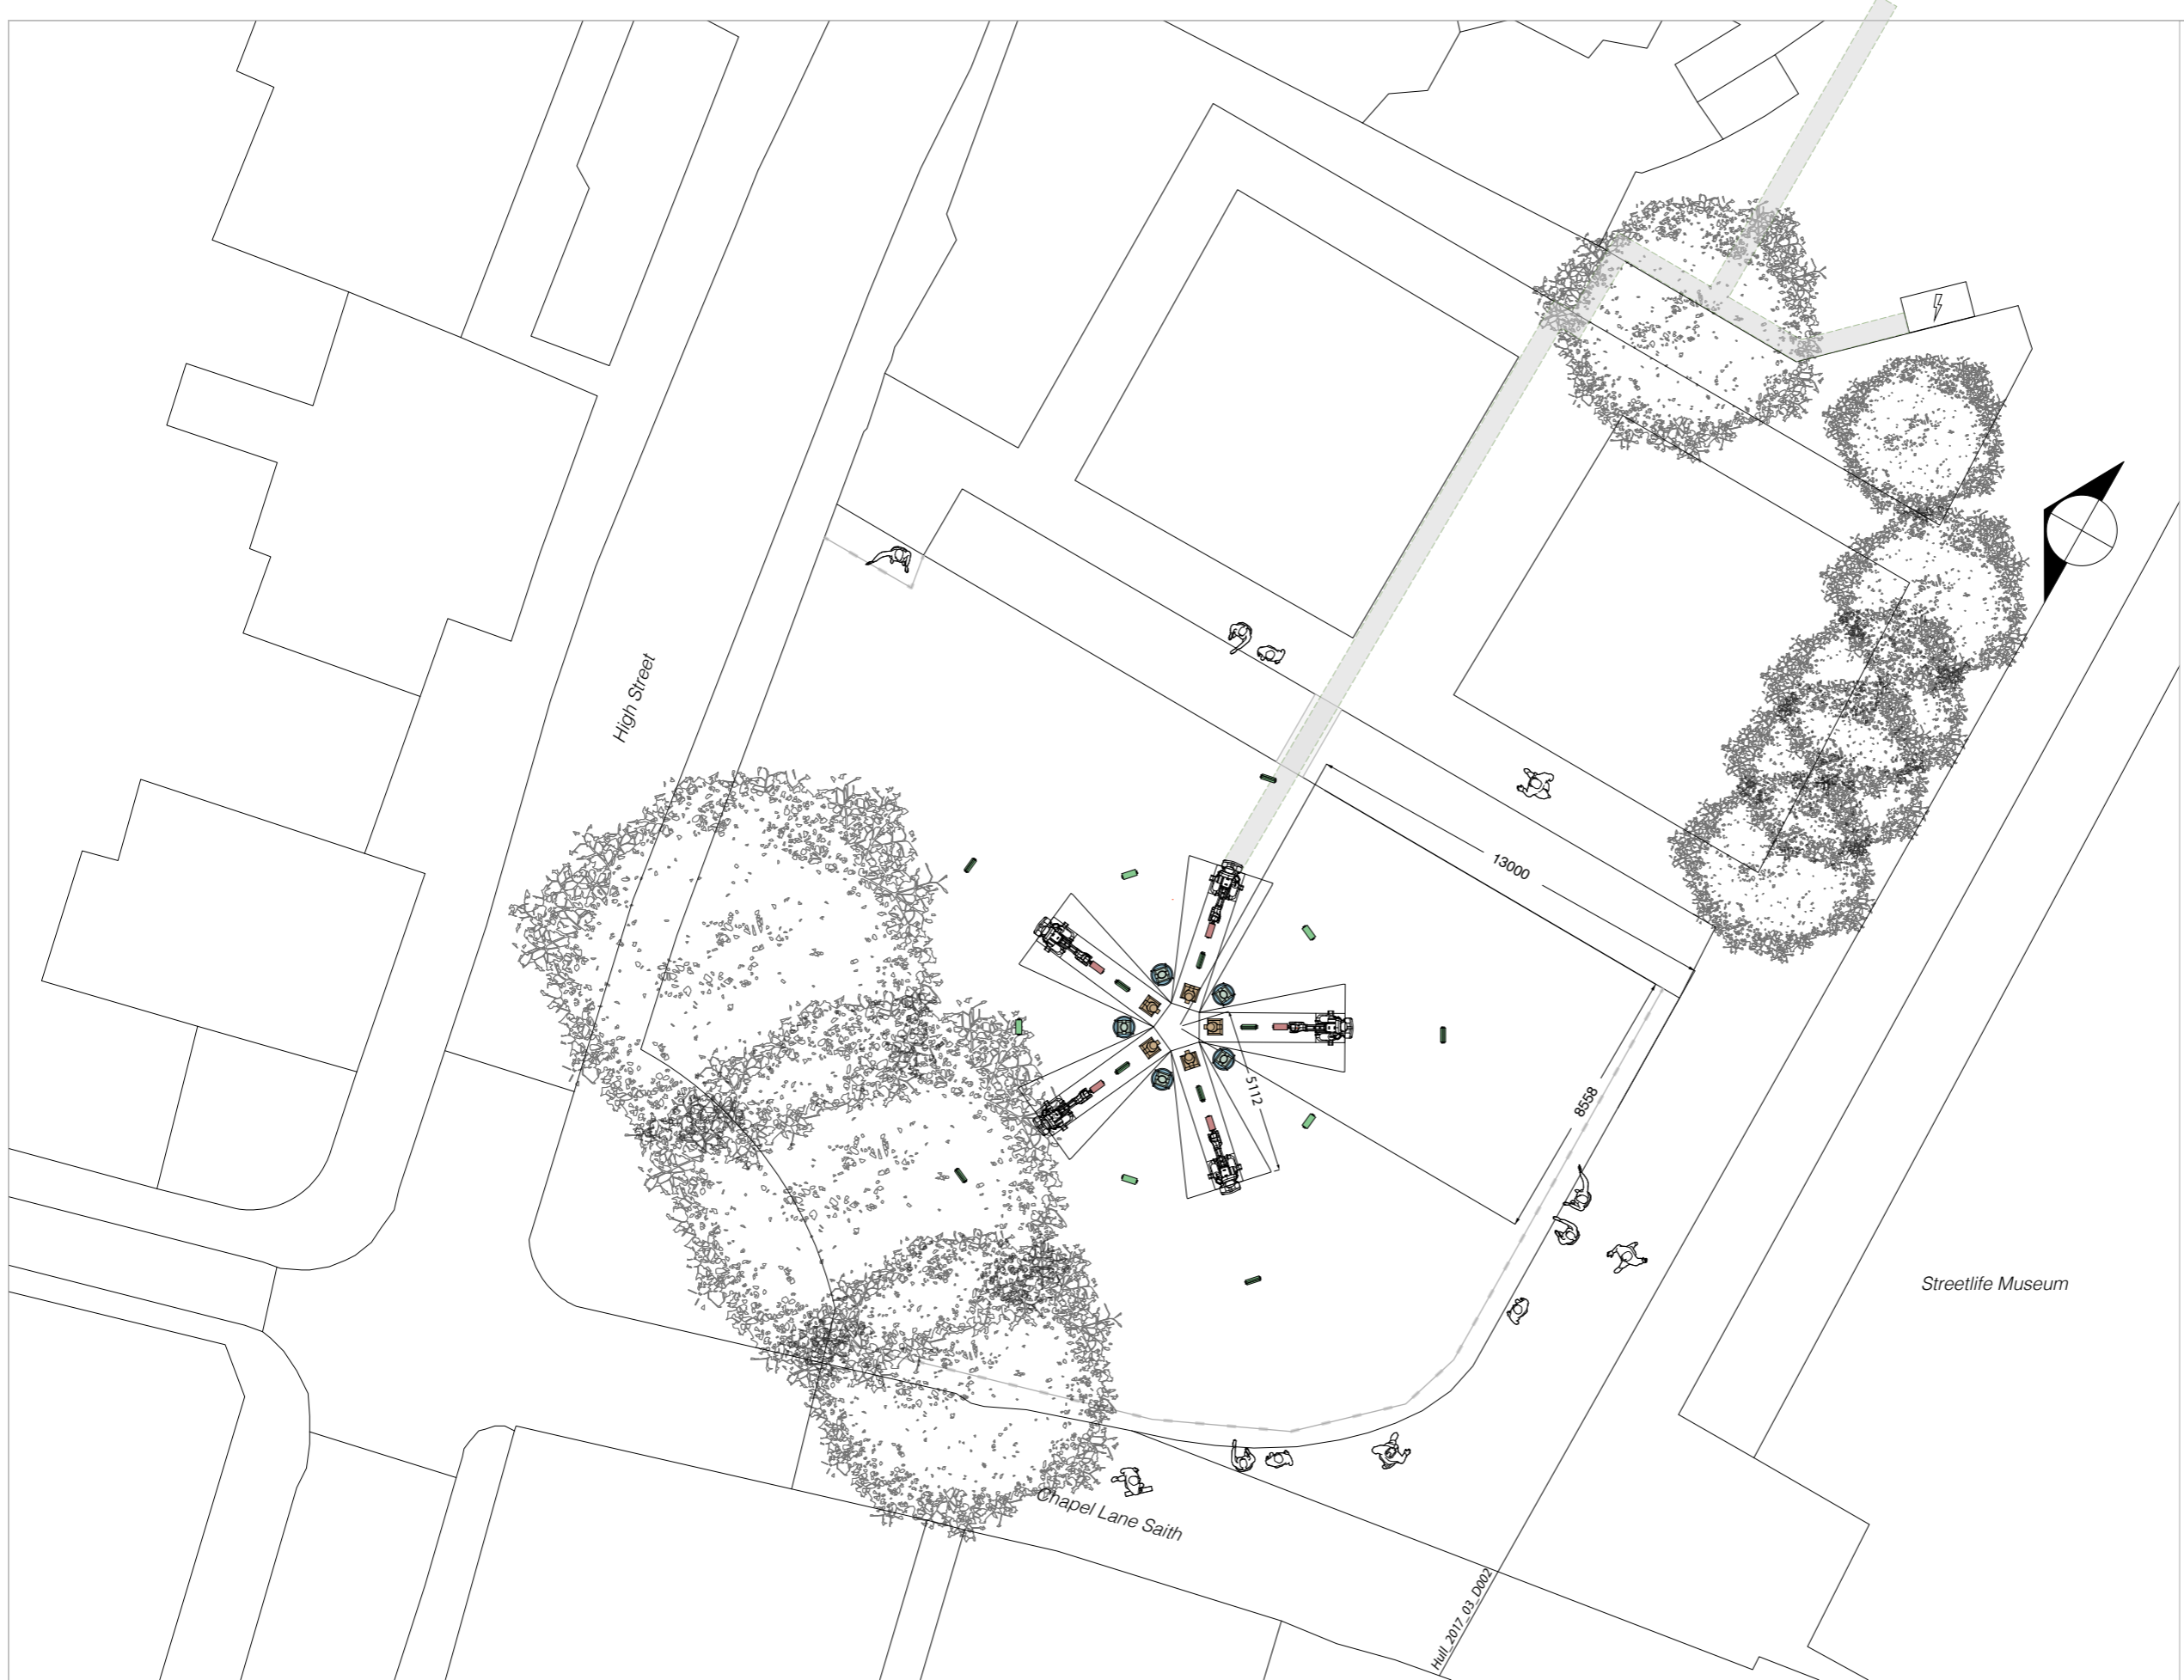 High Street
13000
5112
8558
Streetlife Museum
Chapel Lane Saith
Hull_2017_03_D002